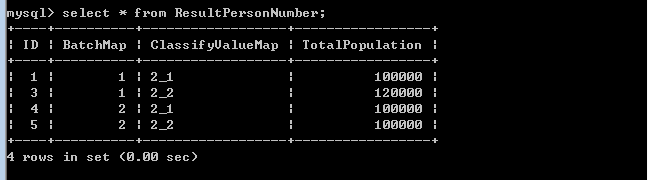 mysql> select * from ResultPersonNumber;
+----+----------+------------------+-----------------+
¦ ID ¦ BatchMap ¦ ClassifyValueMap ¦ TotalPopulation ¦
+----+----------+------------------+-----------------+
¦  1 ¦        1 ¦ 2_1              ¦          100000 ¦
¦  3 ¦        1 ¦ 2_2              ¦          120000 ¦
¦  4 ¦        2 ¦ 2_1              ¦          100000 ¦
¦  5 ¦        2 ¦ 2_2              ¦          100000 ¦
+----+----------+------------------+-----------------+
4 rows in set (0.00 sec)